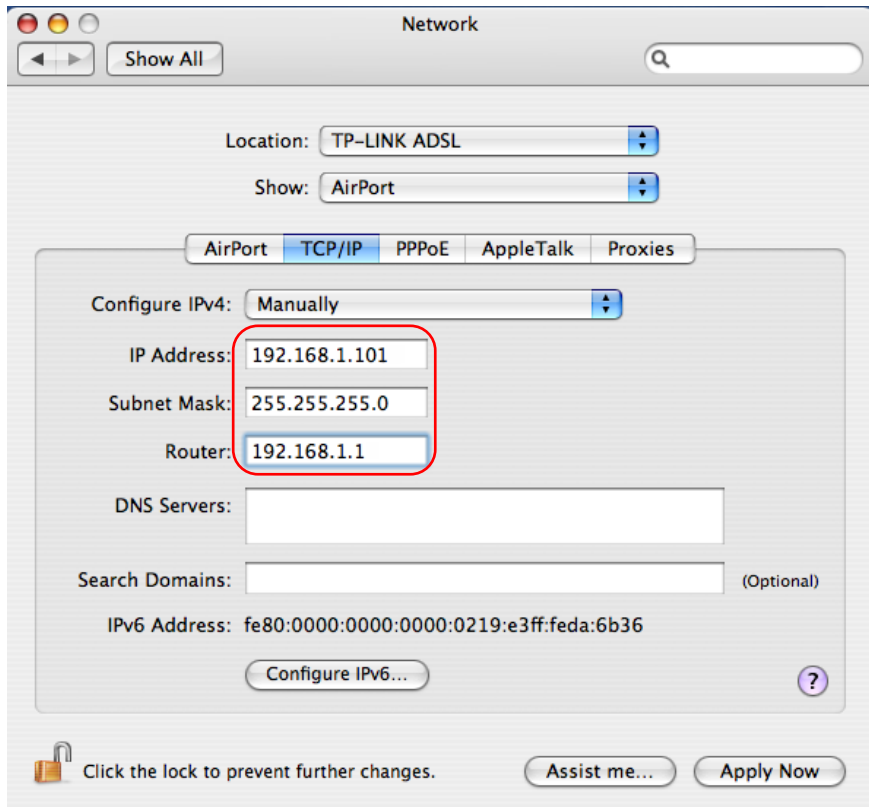 Network
Show All
Location: TP-LINK ADSL
Show: AirPort
AirPort TCP/IP PPPoE AppleTalk Proxies
Configure IPv4: Manually
IP Address: 192.168.1.101
Subnet Mask: 255.255.255.0
Router: 192.168.1.1
DNS Servers:
Search Domains: (Optional)
IPv6 Address: fe80:0000:0000:0000:0219:e3ff:feda:6b36
Configure IPv6...
?
Click the lock to prevent further changes. Assist me... Apply Now